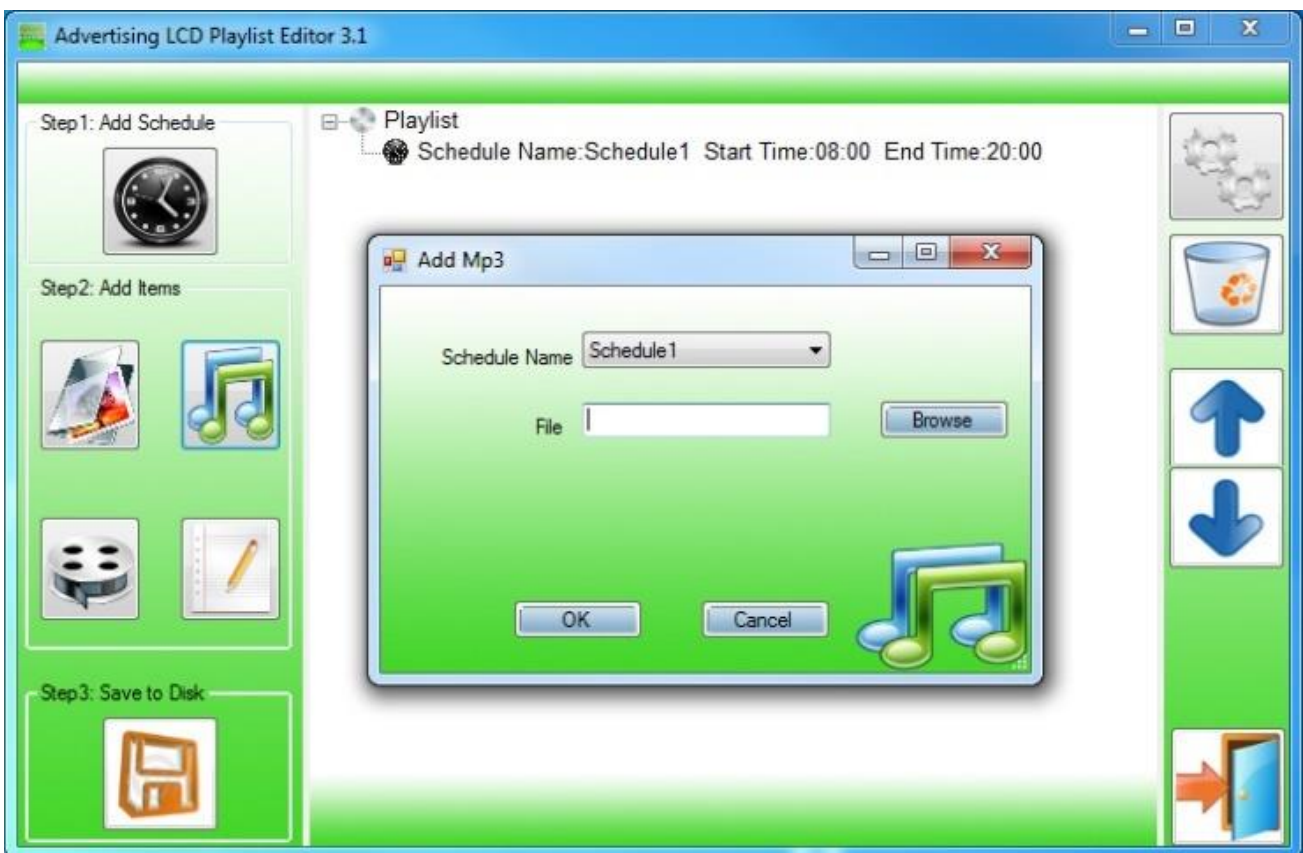 Advertising LCD Playlist Editor 3.1
Step1: Add Schedule
Playlist
Schedule Name:Schedule1 Start Time:08:00 End Time:20:00
Add Mp3
Step2: Add Items
Schedule Name Schedule1
File
Browse
OK Cancel
Step3: Save to Disk